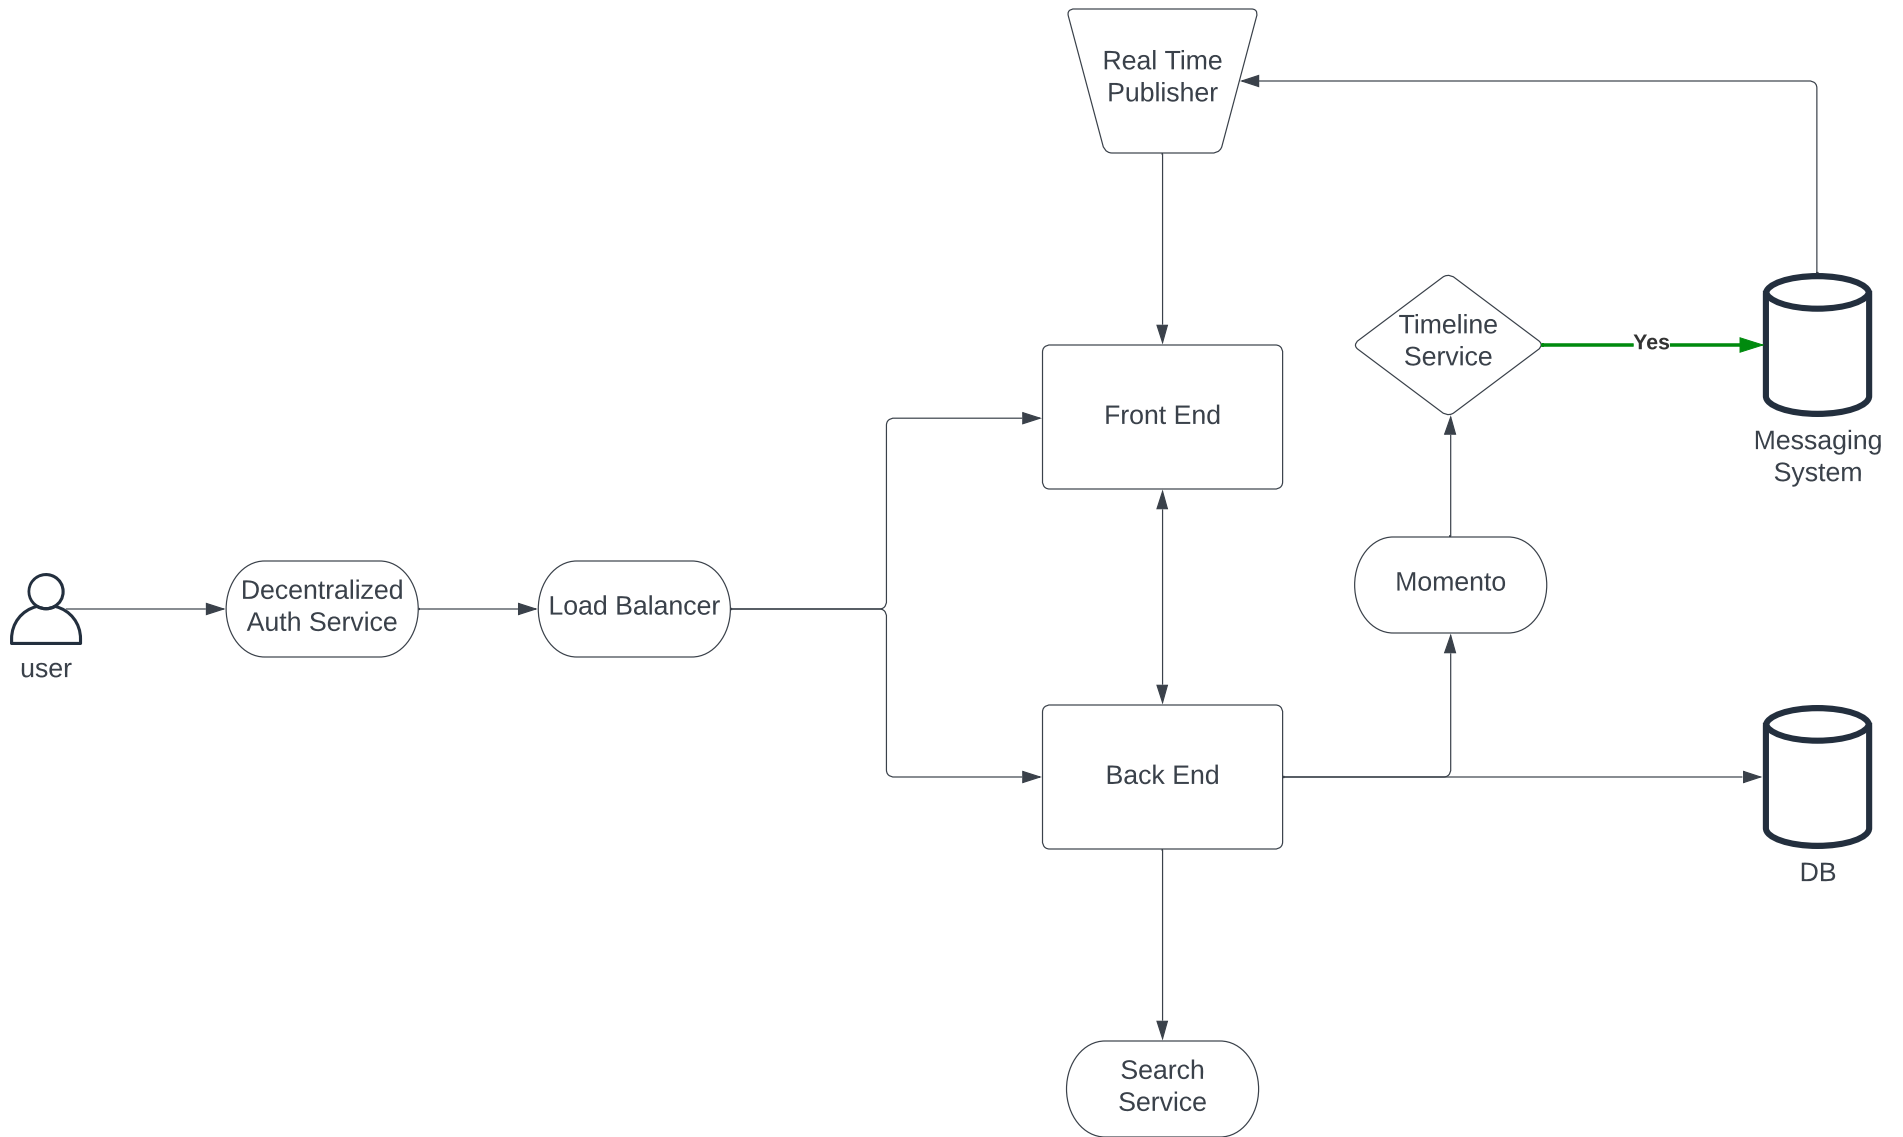 Real Time
Publisher
Timeline
Service
Yes
Front End
Messaging
System
Decentralized
Auth Service
Load Balancer
Momento
user
Back End
DB
Search
Service